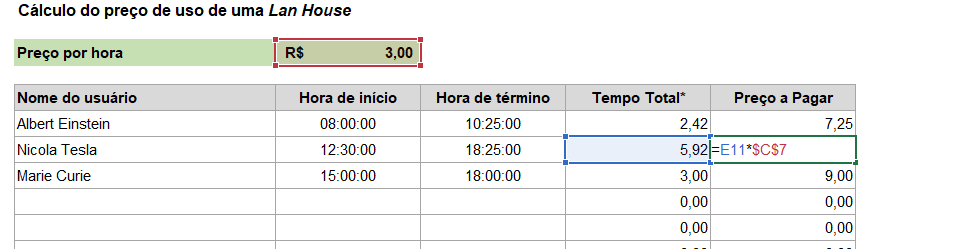 Cálculo do preço de uso de uma Lan House
Preço por hora R$ 3,00
Nome do usuário Hora de início Hora de término Tempo Total* Preço a Pagar
Albert Einstein 08:00:00 10:25:00 2,42 7,25
Nicola Tesla 12:30:00 18:25:00 5,92 =E11*$C$7
Marie Curie 15:00:00 18:00:00 3,00 9,00
0,00 0,00
0,00 0,00